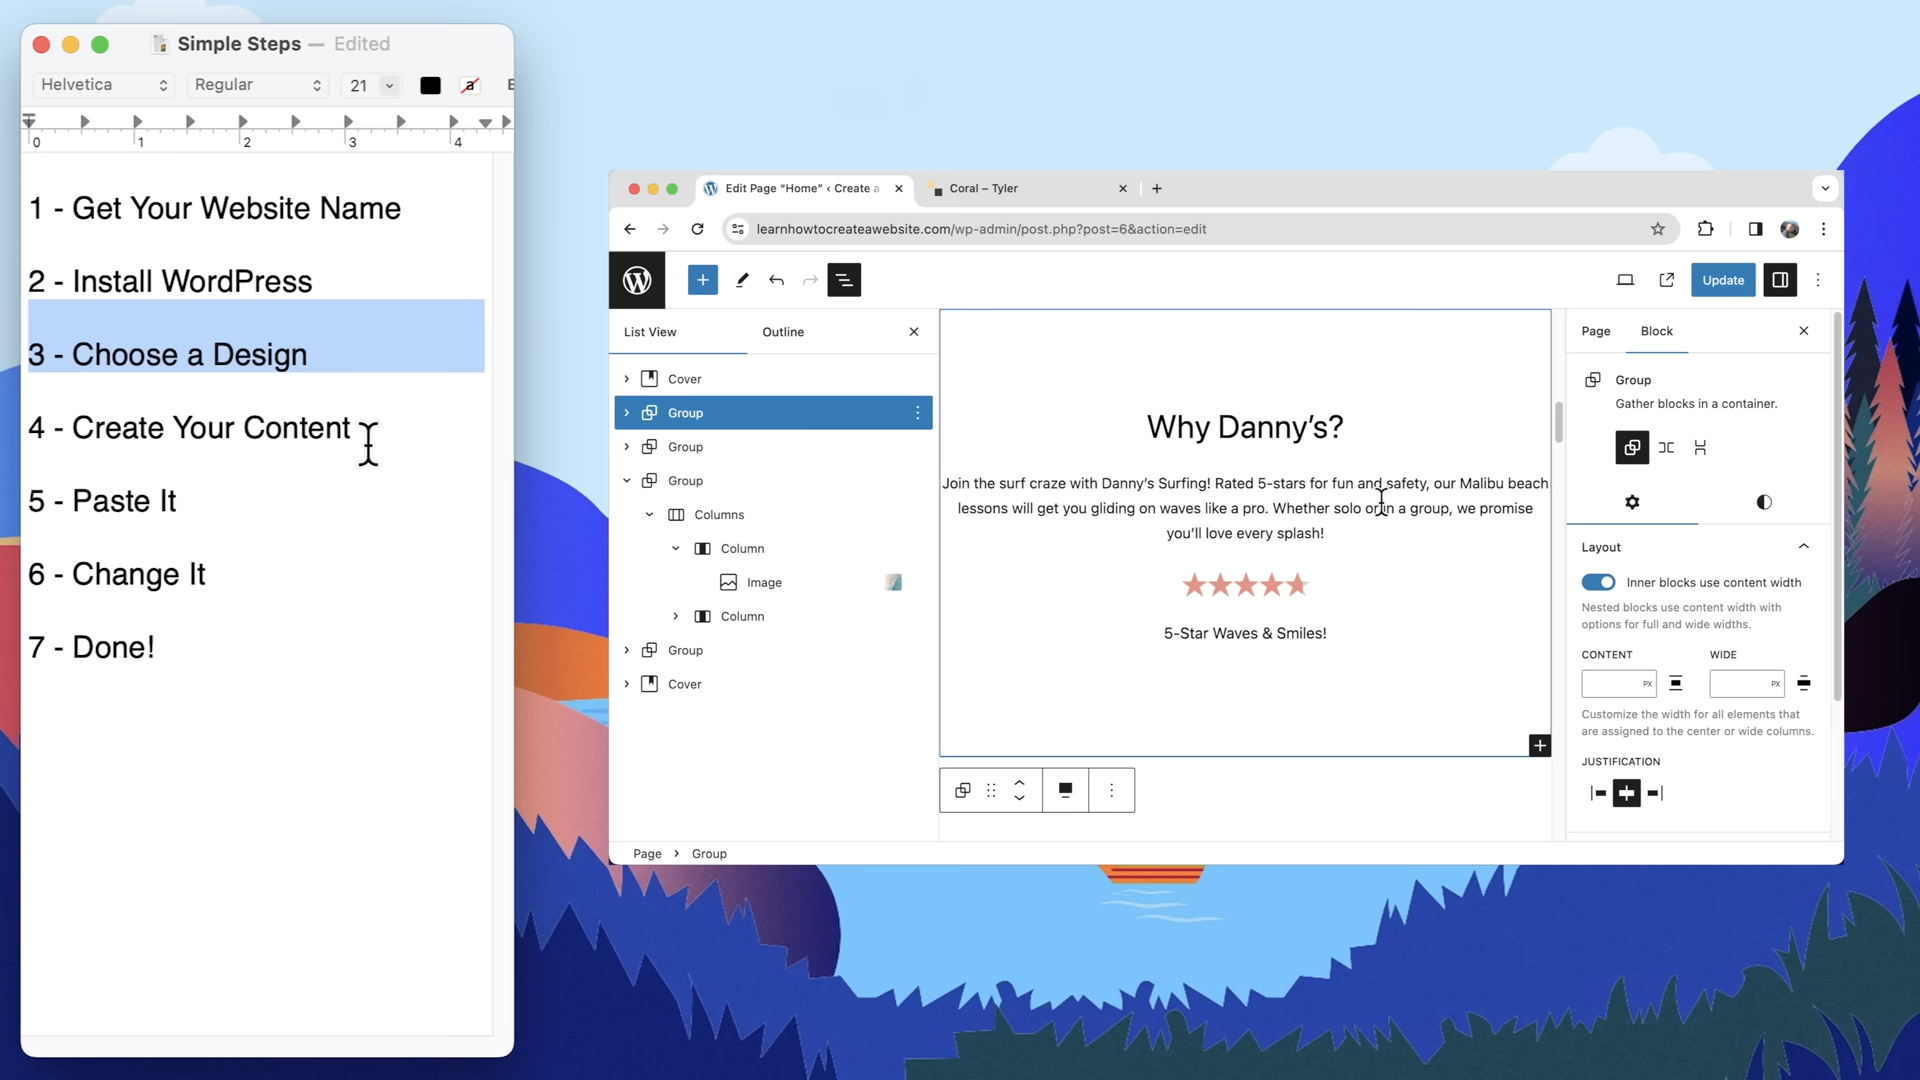 Simple Steps — Edited
Helvetica
Regular
21
a
0 1 2 3 4
1 - Get Your Website Name
2 - Install WordPress
3 - Choose a Design
4 - Create Your Content
5 - Paste It
6 - Change It
7 - Done!
Edit Page “Home” ‹ Create a
Coral – Tyler
learnhowtocreateawebsite.com/wp-admin/post.php?post=6&action=edit
Update
List View
Outline
Cover
Group
Group
Group
Columns
Column
Image
Column
Group
Cover
Why Danny’s?
Join the surf craze with Danny’s Surfing! Rated 5-stars for fun and safety, our Malibu beach
lessons will get you gliding on waves like a pro. Whether solo or in a group, we promise
you’ll love every splash!
5-Star Waves & Smiles!
Page
Block
Group
Gather blocks in a container.
Layout
Inner blocks use content width
Nested blocks use content width with
options for full and wide widths.
CONTENT
WIDE
PX
PX
Customize the width for all elements that
are assigned to the center or wide columns.
JUSTIFICATION
Page › Group